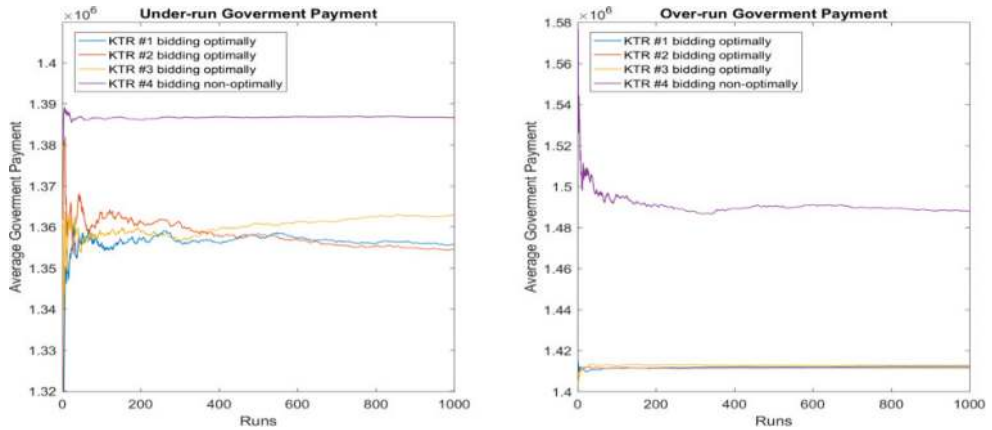 Under-run Goverment Payment
×10⁶
KTR #1 bidding optimally
KTR #2 bidding optimally
KTR #3 bidding optimally
KTR #4 bidding non-optimally
Average Goverment Payment
1.4
1.39
1.38
1.37
1.36
1.35
1.34
1.33
1.32
0 200 400 600 800 1000
Runs
Over-run Goverment Payment
×10⁶
KTR #1 bidding optimally
KTR #2 bidding optimally
KTR #3 bidding optimally
KTR #4 bidding non-optimally
Average Goverment Payment
1.58
1.56
1.54
1.52
1.5
1.48
1.46
1.44
1.42
1.4
0 200 400 600 800 1000
Runs